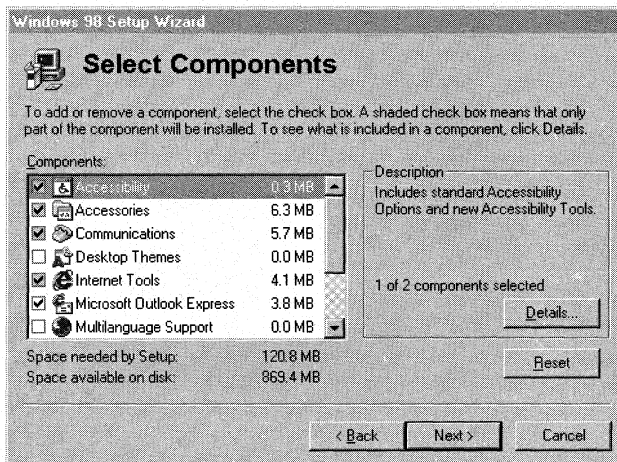 Windows 98 Setup Wizard
Select Components
To add or remove a component, select the check box. A shaded check box means that only
part of the component will be installed. To see what is included in a component, click Details.
Components:
Accessibility 0.3 MB
Accessories 6.3 MB
Communications 5.7 MB
Desktop Themes 0.0 MB
Internet Tools 4.1 MB
Microsoft Outlook Express 3.8 MB
Multilanguage Support 0.0 MB
Description
Includes standard Accessibility
Options and new Accessibility Tools.
1 of 2 components selected
Details...
Space needed by Setup: 120.8 MB
Space available on disk: 869.4 MB
Reset
< Back
Next >
Cancel